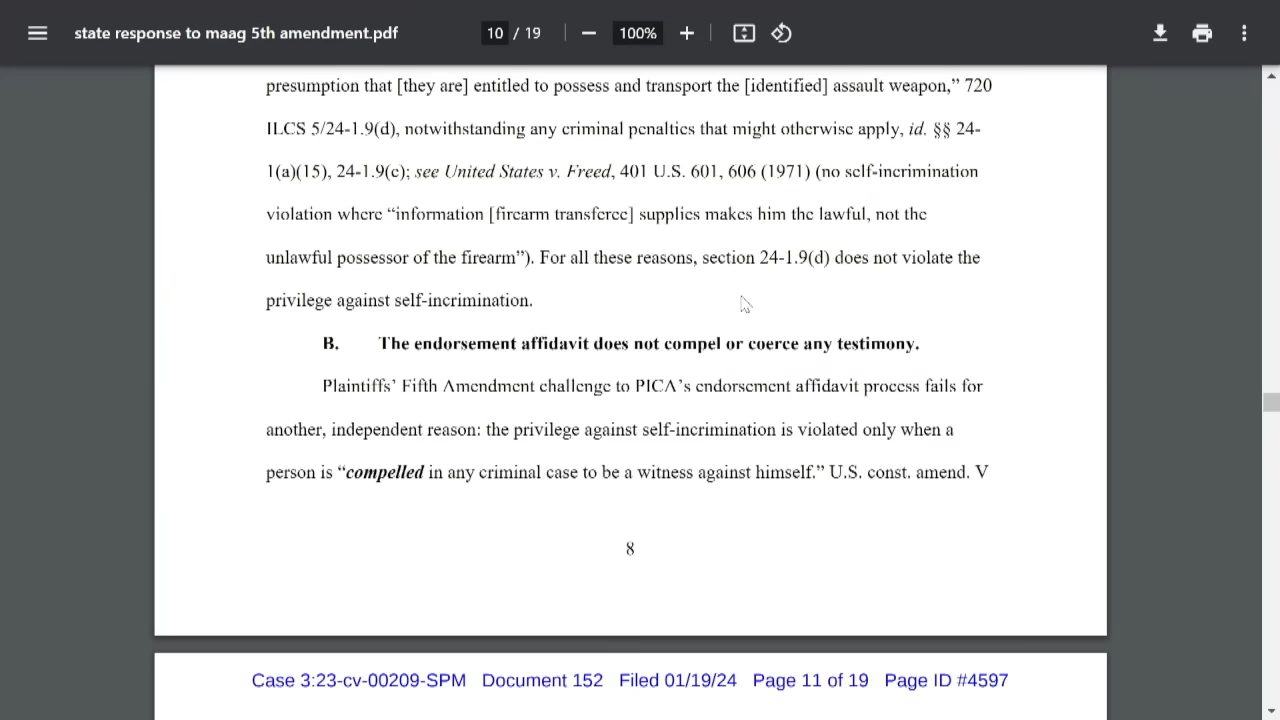 state response to maag 5th amendment.pdf
10 / 19
100%
presumption that [they are] entitled to possess and transport the [identified] assault weapon,” 720
ILCS 5/24-1.9(d), notwithstanding any criminal penalties that might otherwise apply, id. §§ 24-
1(a)(15), 24-1.9(c); see United States v. Freed, 401 U.S. 601, 606 (1971) (no self-incrimination
violation where “information [firearm transferee] supplies makes him the lawful, not the
unlawful possessor of the firearm”). For all these reasons, section 24-1.9(d) does not violate the
privilege against self-incrimination.
B. The endorsement affidavit does not compel or coerce any testimony.
Plaintiffs’ Fifth Amendment challenge to PICA’s endorsement affidavit process fails for
another, independent reason: the privilege against self-incrimination is violated only when a
person is “compelled in any criminal case to be a witness against himself.” U.S. const. amend. V
8
Case 3:23-cv-00209-SPM Document 152 Filed 01/19/24 Page 11 of 19 Page ID #4597